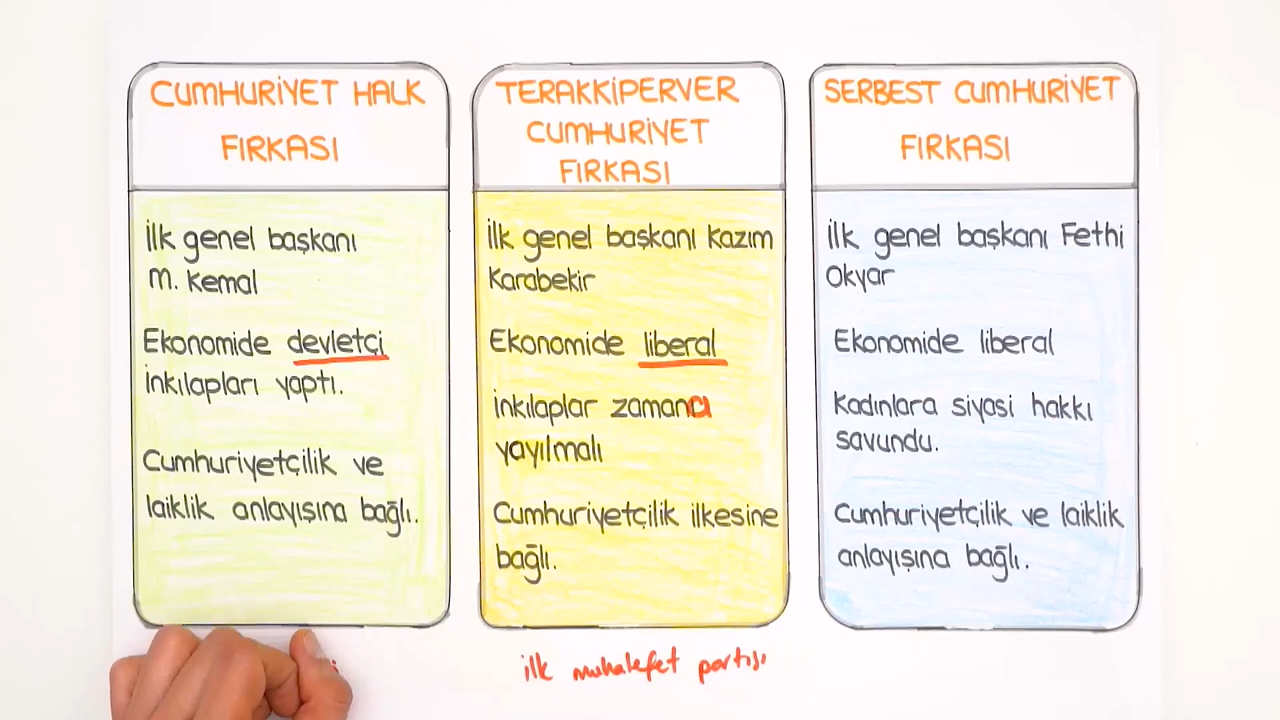 CUMHURİYET HALK
FIRKASI
İlk genel başkanı
M. Kemal
Ekonomide devletçi
İnkılapları yaptı.
Cumhuriyetçilik ve
laiklik anlayışına bağlı.
TERAKKİPERVER
CUMHURİYET
FIRKASI
İlk genel başkanı Kazım
Karabekir
Ekonomide liberal
İnkılaplar zamana
yayılmalı
Cumhuriyetçilik ilkesine
bağlı.
ilk muhalefet partisi
SERBEST CUMHURİYET
FIRKASI
İlk genel başkanı Fethi
Okyar
Ekonomide liberal
Kadınlara siyasi hakkı
savundu.
Cumhuriyetçilik ve laiklik
anlayışına bağlı.